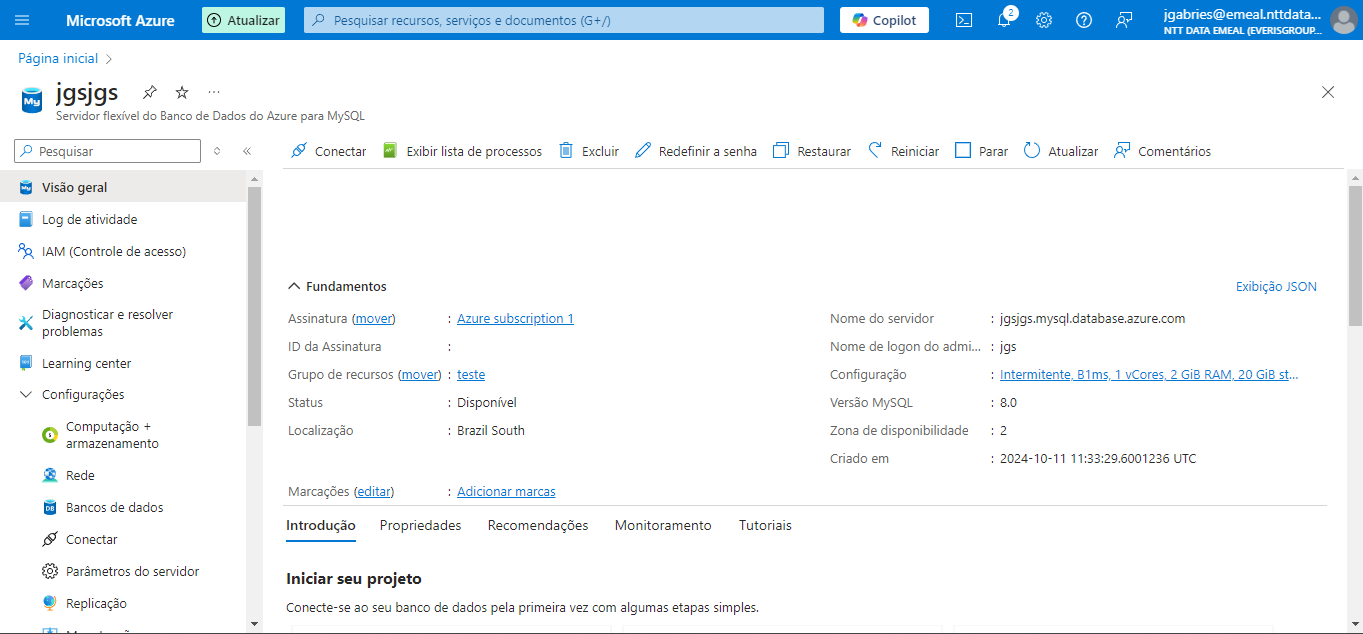 Microsoft Azure
Atualizar
Pesquisar recursos, serviços e documentos (G+/)
Copilot
2
jgabries@emeal.nttdata...
NTT DATA EMEAL (EVERISGROUP...
Página inicial
My
jgsjgs
Servidor flexível do Banco de Dados do Azure para MySQL
Pesquisar
Conectar
Exibir lista de processos
Excluir
Redefinir a senha
Restaurar
Reiniciar
Parar
Atualizar
Comentários
Visão geral
Log de atividade
IAM (Controle de acesso)
Marcações
Diagnosticar e resolver
problemas
Learning center
Configurações
Computação +
armazenamento
Rede
Bancos de dados
Conectar
Parâmetros do servidor
Replicação
Fundamentos
Exibição JSON
Assinatura (mover) : Azure subscription 1
ID da Assinatura :
Grupo de recursos (mover) : teste
Status : Disponível
Localização : Brazil South
Nome do servidor : jgsjgs.mysql.database.azure.com
Nome de logon do admi... : jgs
Configuração : Intermitente, B1ms, 1 vCores, 2 GiB RAM, 20 GiB st...
Versão MySQL : 8.0
Zona de disponibilidade : 2
Criado em : 2024-10-11 11:33:29.6001236 UTC
Marcações (editar) : Adicionar marcas
Introdução
Propriedades
Recomendações
Monitoramento
Tutoriais
Iniciar seu projeto
Conecte-se ao seu banco de dados pela primeira vez com algumas etapas simples.